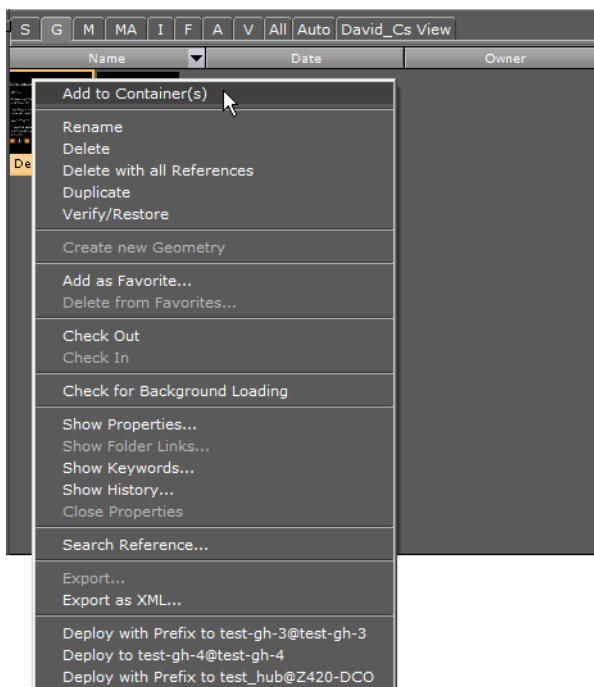 S G M MA I F A V All Auto David_Cs View
Name Date Owner
De
Add to Container(s)
Rename
Delete
Delete with all References
Duplicate
Verify/Restore
Create new Geometry
Add as Favorite...
Delete from Favorites...
Check Out
Check In
Check for Background Loading
Show Properties...
Show Folder Links...
Show Keywords...
Show History...
Close Properties
Search Reference...
Export...
Export as XML...
Deploy with Prefix to test-gh-3@test-gh-3
Deploy to test-gh-4@test-gh-4
Deploy with Prefix to test_hub@Z420-DCO